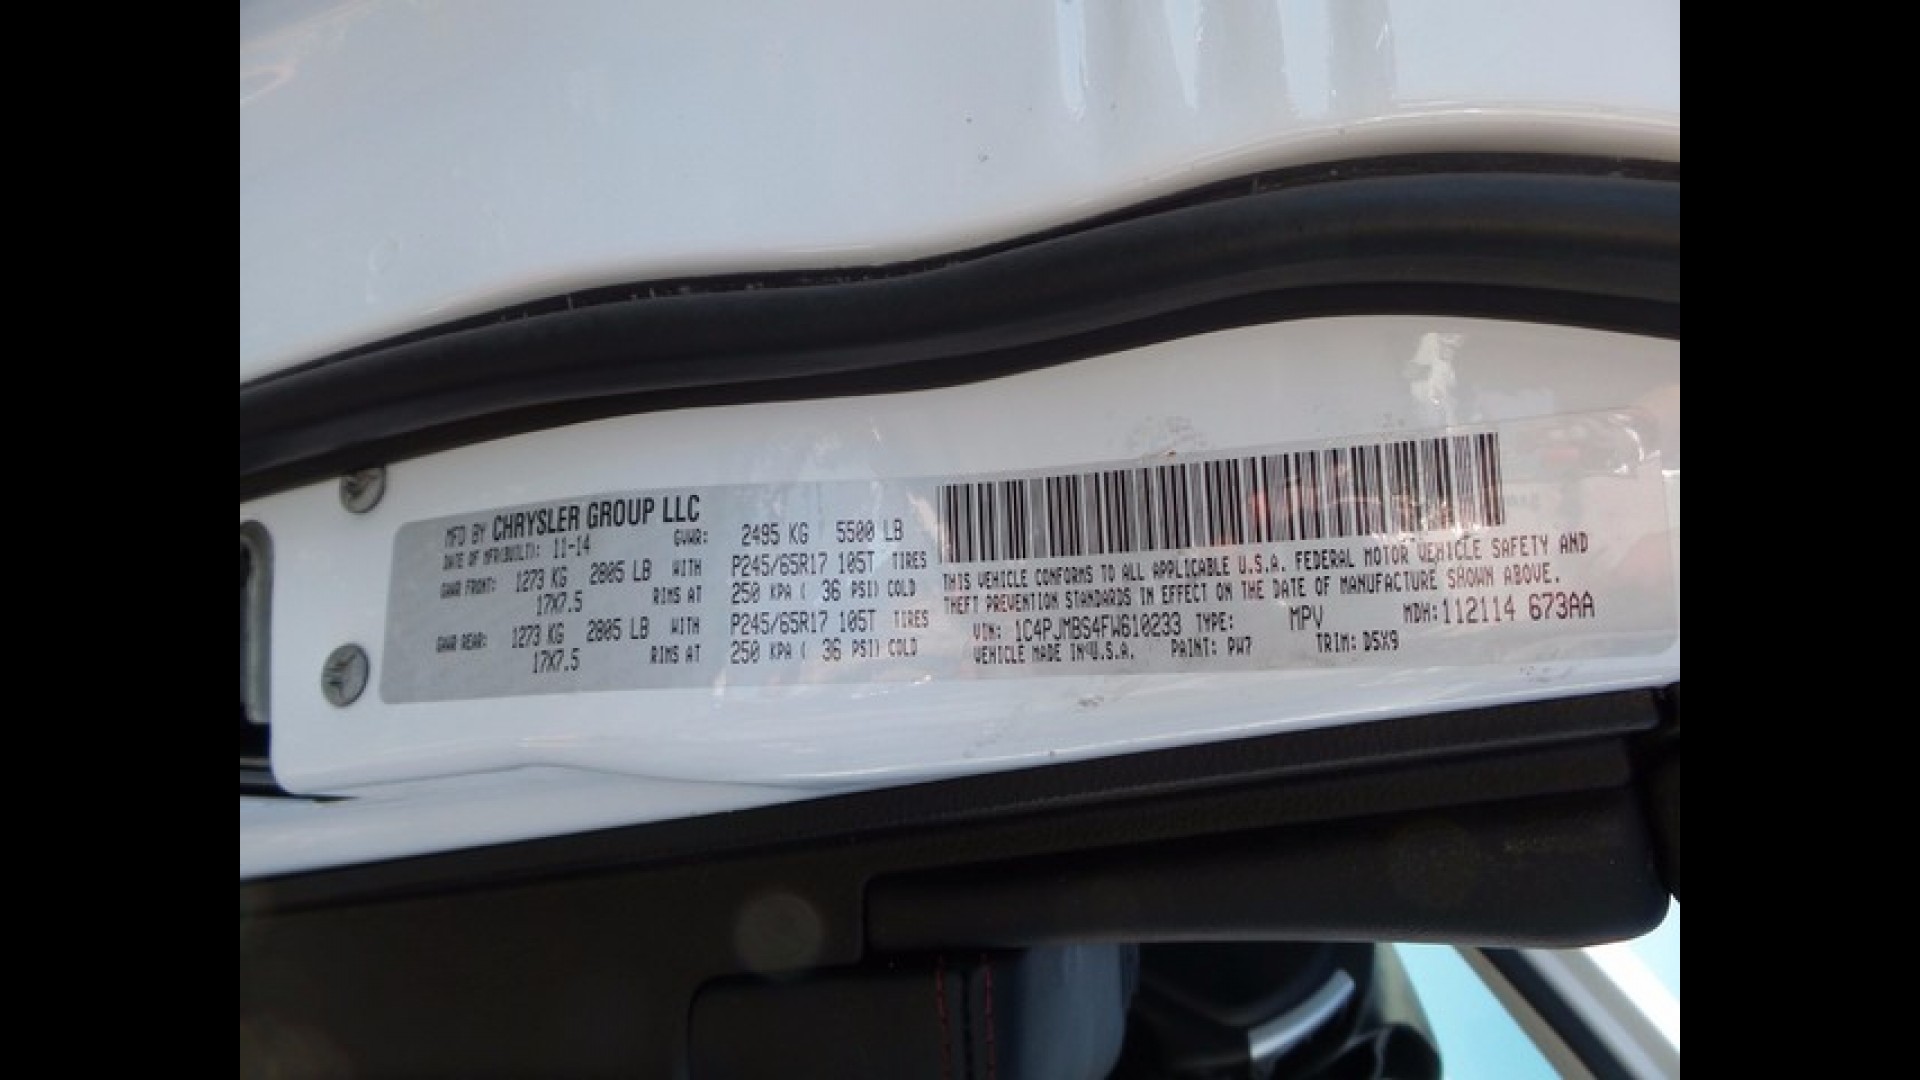 MFD BY CHRYSLER GROUP LLC
DATE OF MFR(BUILT): 11-14 GVWR: 2495 KG 5500 LB
GAWR FRONT: 1273 KG 2805 LB WITH P245/65R17 105T TIRES
17X7.5 RIMS AT 250 KPA ( 36 PSI) COLD
GAWR REAR: 1273 KG 2805 LB WITH P245/65R17 105T TIRES
17X7.5 RIMS AT 250 KPA ( 36 PSI) COLD
THIS VEHICLE CONFORMS TO ALL APPLICABLE U.S.A. FEDERAL MOTOR VEHICLE SAFETY AND
THEFT PREVENTION STANDARDS IN EFFECT ON THE DATE OF MANUFACTURE SHOWN ABOVE.
VIN: 1C4PJMBS4FW610233 TYPE: MPV MDH:112114 673AA
VEHICLE MADE IN U.S.A. PAINT: PW7 TRIM: D5X9